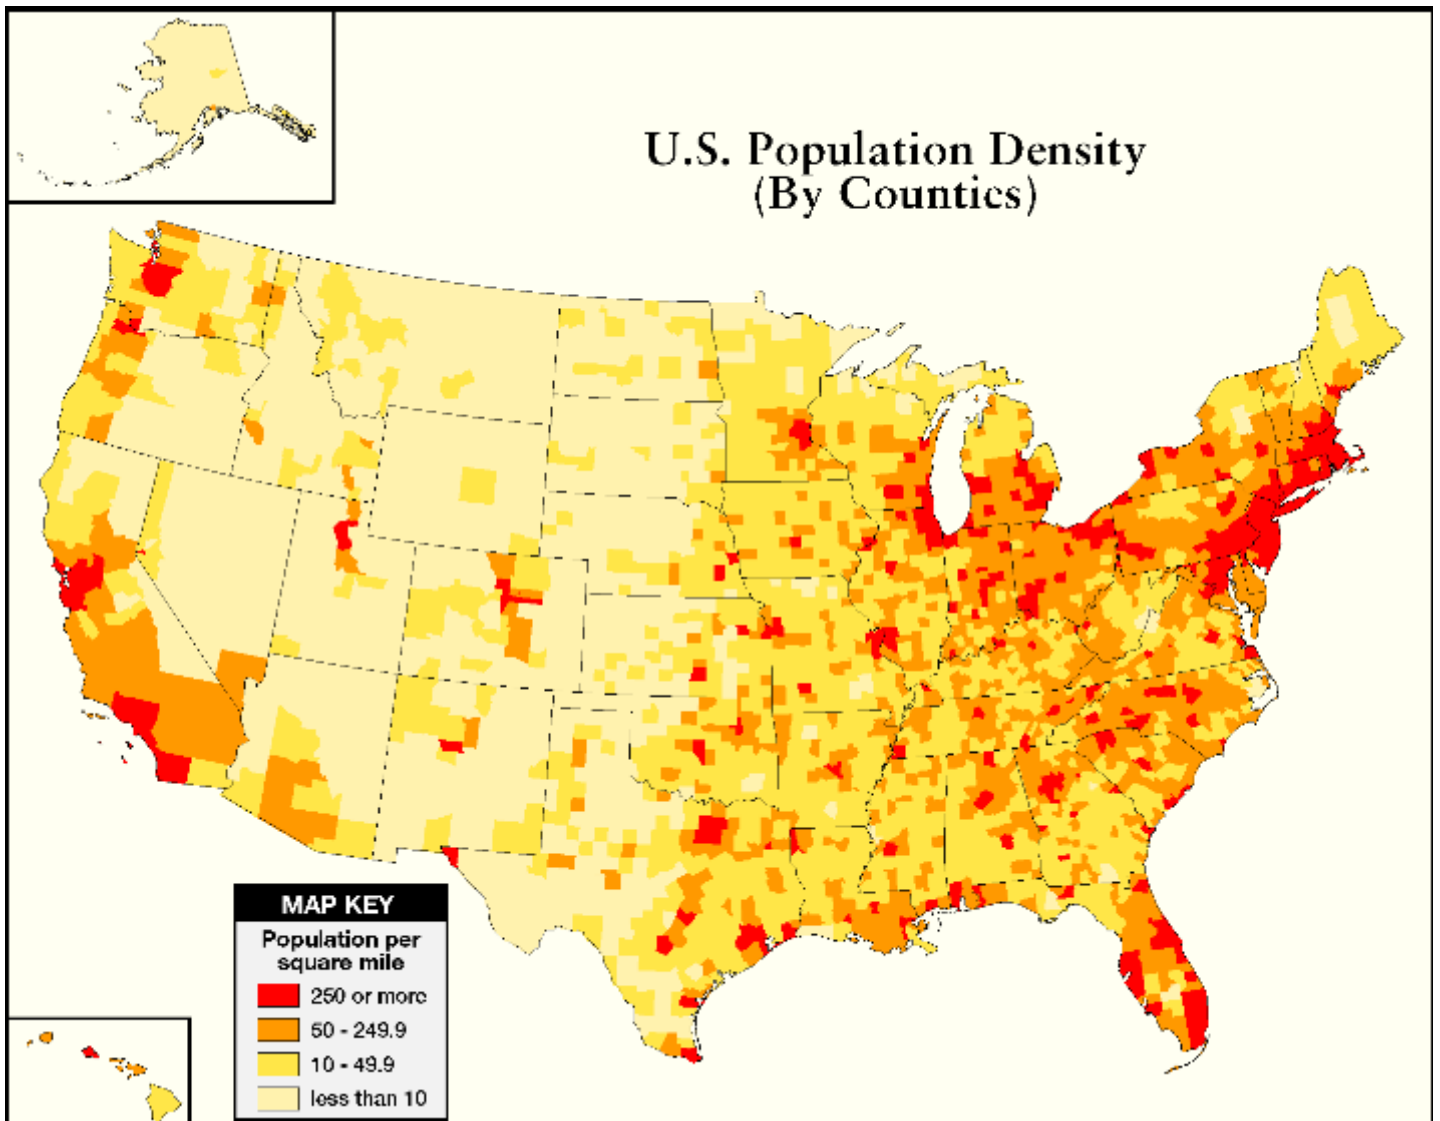 U.S. Population Density
(By Counties)
MAP KEY
Population per
square mile
250 or more
50 - 249.9
10 - 49.9
less than 10